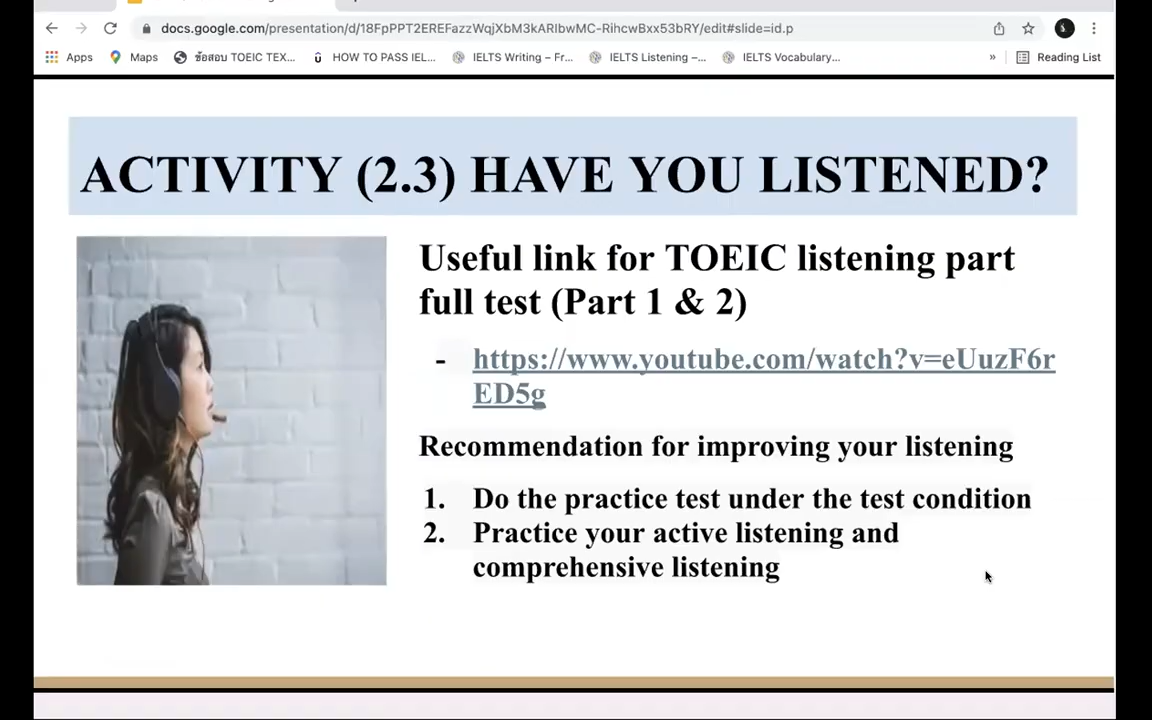 docs.google.com/presentation/d/18FpPPT2EREFazzWqjXbM3kARIbwMC-RihcwBxx53bRY/edit#slide=id.p
Apps Maps ข้อสอบ TOEIC TEX... HOW TO PASS IEL... IELTS Writing – Fr... IELTS Listening –... IELTS Vocabulary... » Reading List
ACTIVITY (2.3) HAVE YOU LISTENED?
Useful link for TOEIC listening part
full test (Part 1 & 2)
- https://www.youtube.com/watch?v=eUuzF6r
ED5g
Recommendation for improving your listening
1. Do the practice test under the test condition
2. Practice your active listening and
comprehensive listening